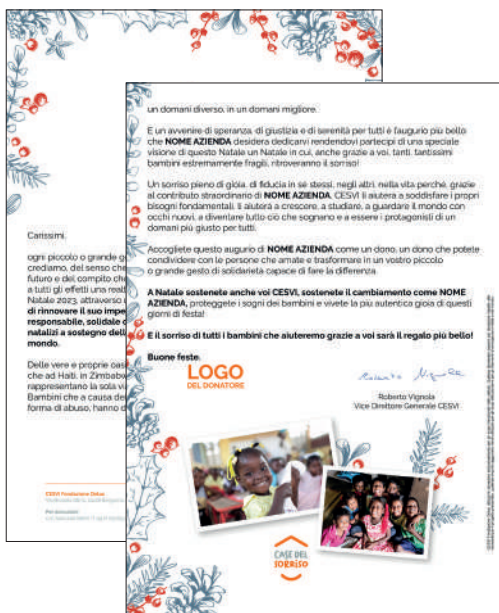 Carissimi,
ogni piccolo o grande
crediamo, del senso che
futuro e del compito che
a tutti gli effetti una
Natale 2023, attraverso
di rinnovare il suo
responsabile, solidale
natalizi a sostegno
mondo.
Delle vere e proprie
che ad Haiti, in
rappresentano la sola
Bambini che a causa
forma di abuso, hanno
CESVI Fondazione Onlus
un domani diverso, in un domani migliore.
E un avvenire di speranza, di giustizia e di serenità per tutti è l'augurio più bello
che NOME AZIENDA desidera dedicarvi rendendovi partecipi di una speciale
visione di questo Natale un Natale in cui, anche grazie a voi, tanti, tantissimi
bambini estremamente fragili, ritroveranno il sorriso!
Un sorriso pieno di gioia, di fiducia in sé stessi, negli altri, nella vita perché, grazie
al contributo straordinario di NOME AZIENDA, CESVI li aiuterà a soddisfare i propri
bisogni fondamentali, li aiuterà a crescere, a studiare, a guardare il mondo con
occhi nuovi, a diventare tutto ciò che sognano e a essere i protagonisti di un
domani più giusto per tutti.
Accogliete questo augurio di NOME AZIENDA come un dono, un dono che potete
condividere con le persone che amate e trasformare in un vostro piccolo
o grande gesto di solidarietà capace di fare la differenza.
A Natale sostenete anche voi CESVI, sostenete il cambiamento come NOME
AZIENDA, proteggete i sogni dei bambini e vivete la più autentica gioia di questi
giorni di festa!
E il sorriso di tutti i bambini che aiuteremo grazie a voi sarà il regalo più bello!
Buone feste.
LOGO
DEL DONATORE
Roberto Vignola
Roberto Vignola
Vice Direttore Generale CESVI
CASE DEL
SORRISO